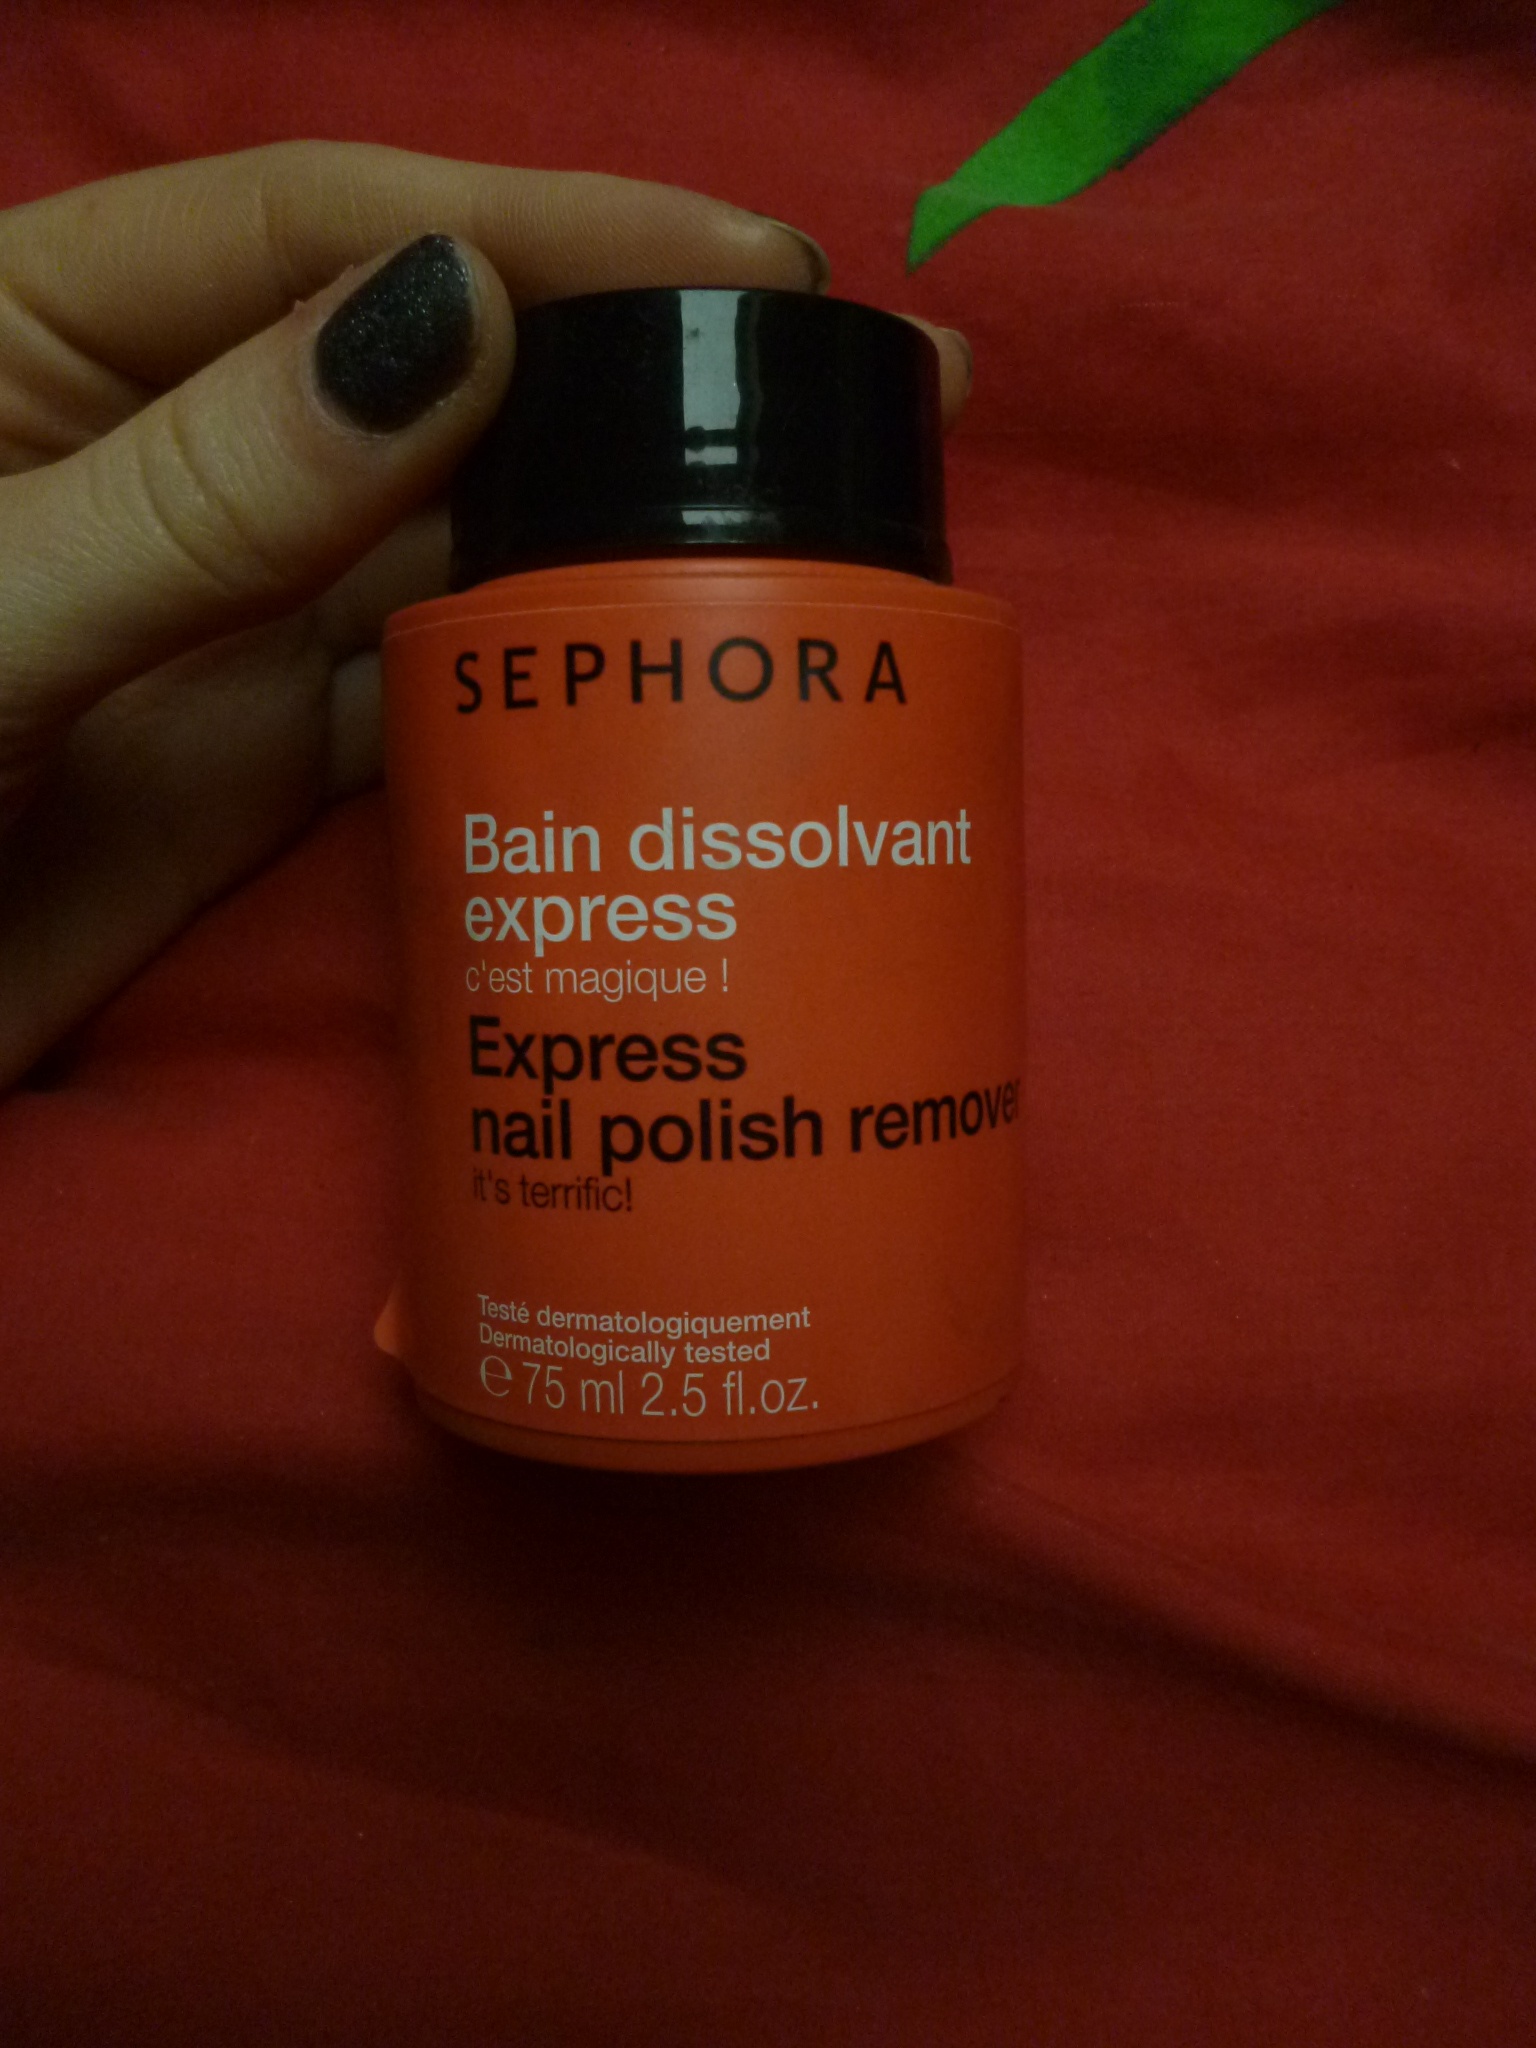 SEPHORA
Bain dissolvant
express
c'est magique !
Express
nail polish remover
it's terrific!
Testé dermatologiquement
Dermatologically tested
℮ 75 ml 2.5 fl.oz.